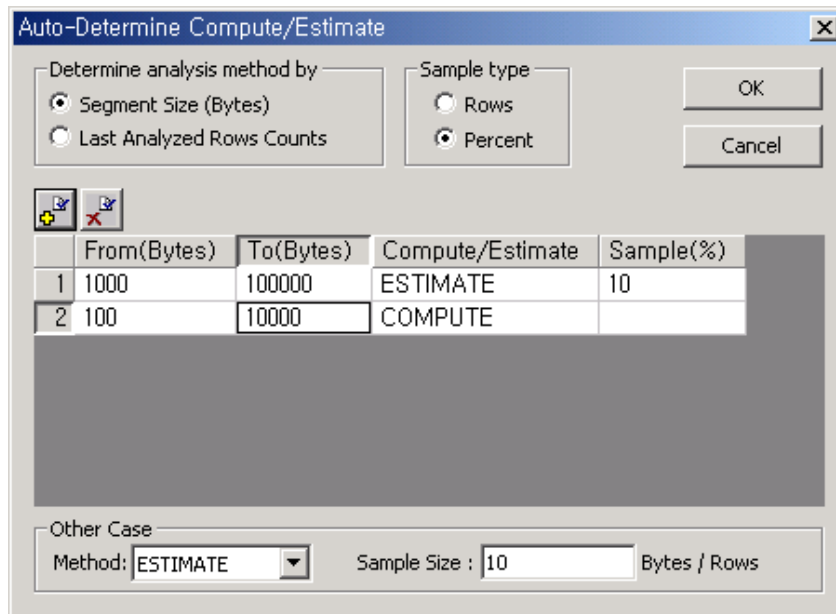 Auto-Determine Compute/Estimate
Determine analysis method by
Segment Size (Bytes)
Last Analyzed Rows Counts
Sample type
Rows
Percent
OK
Cancel
From(Bytes) To(Bytes) Compute/Estimate Sample(%)
1 1000 100000 ESTIMATE 10
2 100 10000 COMPUTE
Other Case
Method: ESTIMATE Sample Size : 10 Bytes / Rows